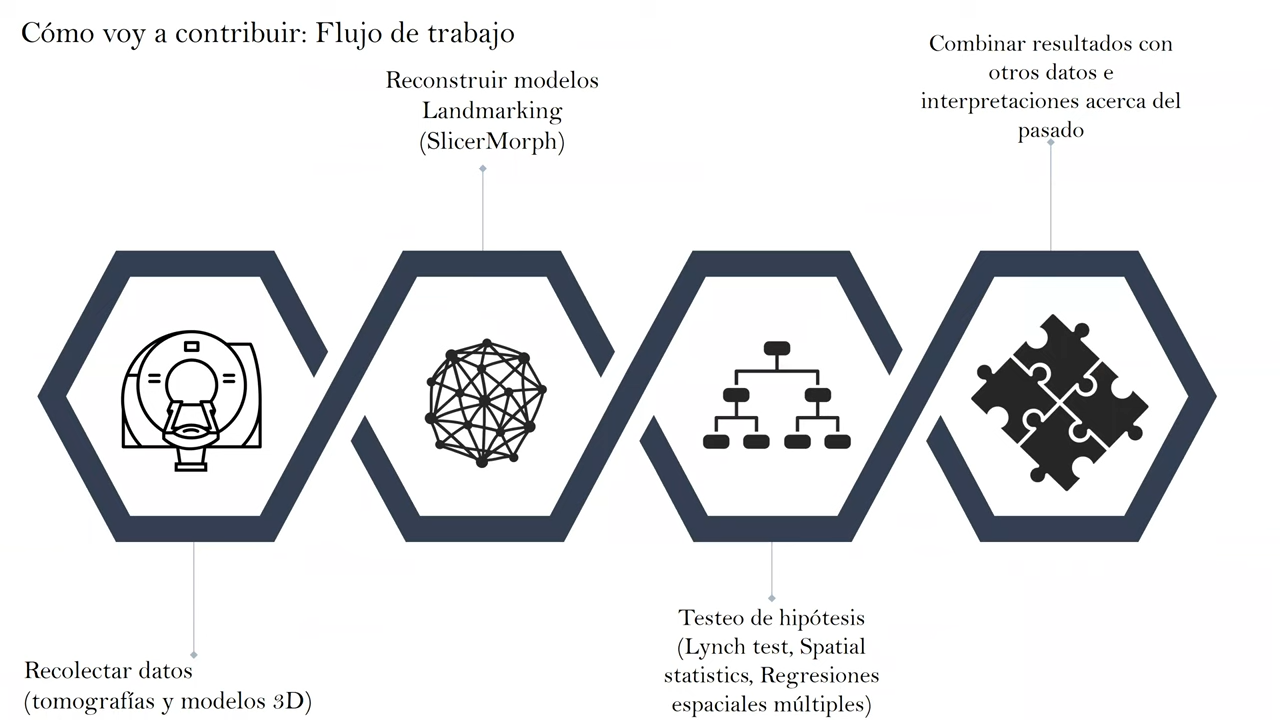 Cómo voy a contribuir: Flujo de trabajo
Reconstruir modelos
Landmarking
(SlicerMorph)
Combinar resultados con
otros datos e
interpretaciones acerca del
pasado
Recolectar datos
(tomografías y modelos 3D)
Testeo de hipótesis
(Lynch test, Spatial
statistics, Regresiones
espaciales múltiples)